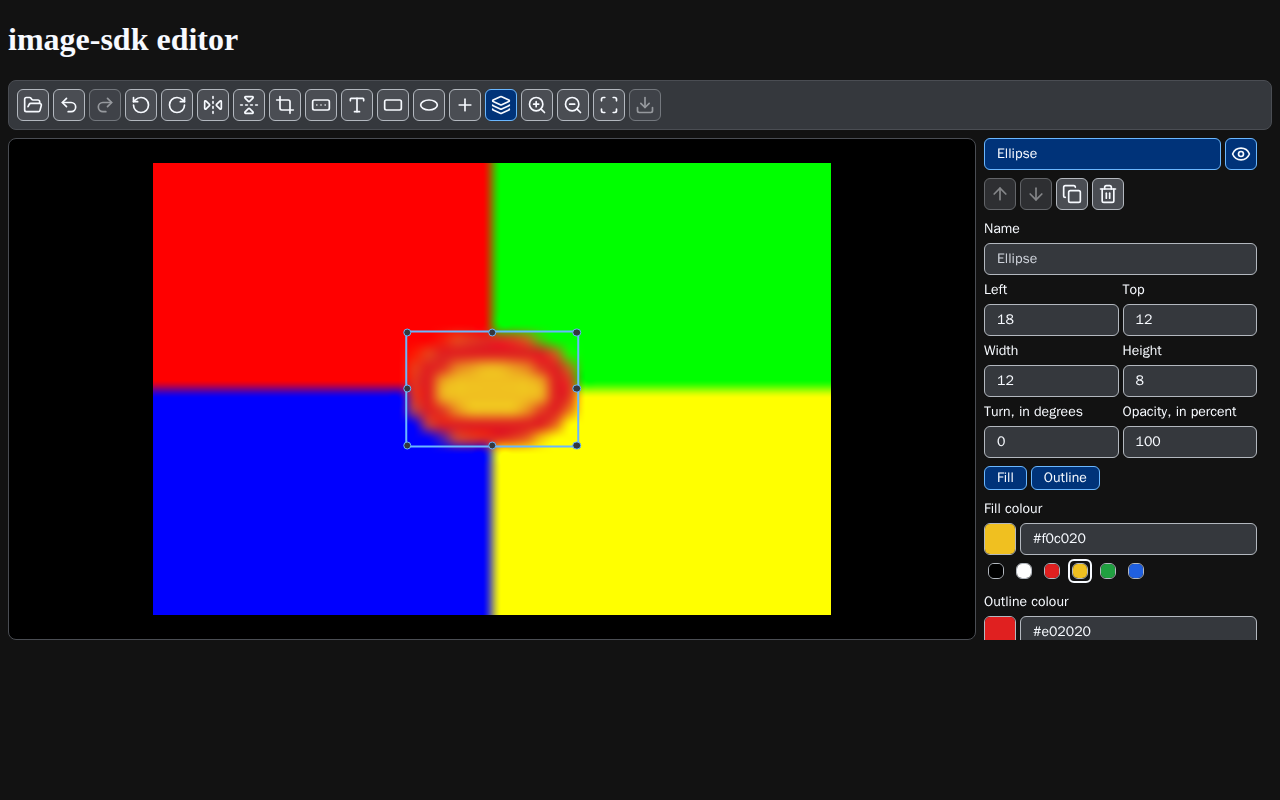 image-sdk editor
Ellipse
Name
Ellipse
Left Top
18 12
Width Height
12 8
Turn, in degrees Opacity, in percent
0 100
Fill Outline
Fill colour
#f0c020
Outline colour
#e02020